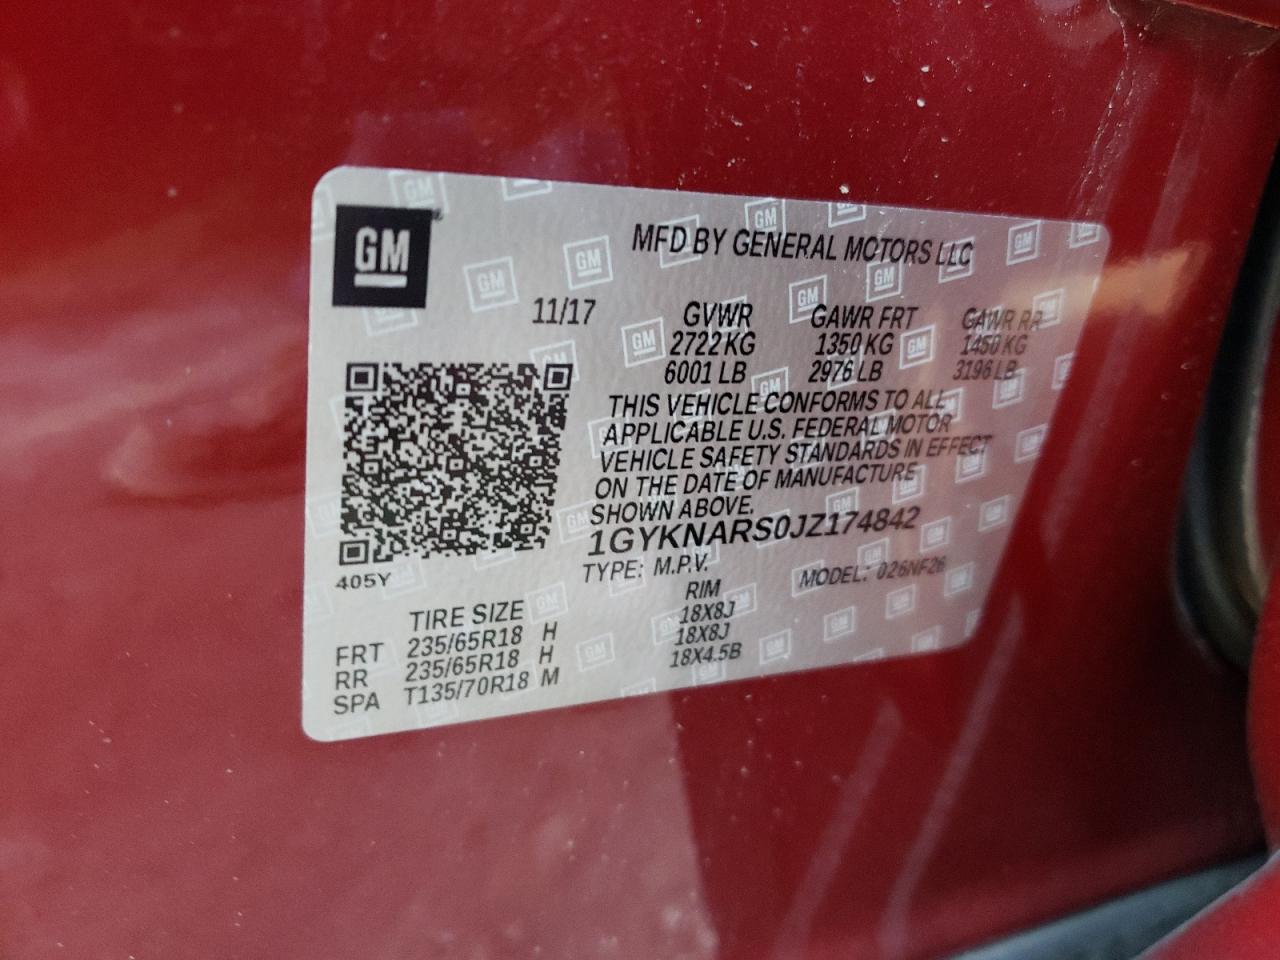 GM
MFD BY GENERAL MOTORS LLC
11/17 GVWR GAWR FRT GAWR RR
2722 KG 1350 KG 1450 KG
6001 LB 2976 LB 3196 LB
THIS VEHICLE CONFORMS TO ALL
APPLICABLE U.S. FEDERAL MOTOR
VEHICLE SAFETY STANDARDS IN EFFECT
ON THE DATE OF MANUFACTURE
SHOWN ABOVE.
1GYKNARS0JZ174842
TYPE: M.P.V. MODEL: 026NF26
405Y
TIRE SIZE RIM
FRT 235/65R18 H 18X8J
RR 235/65R18 H 18X8J
SPA T135/70R18 M 18X4.5B